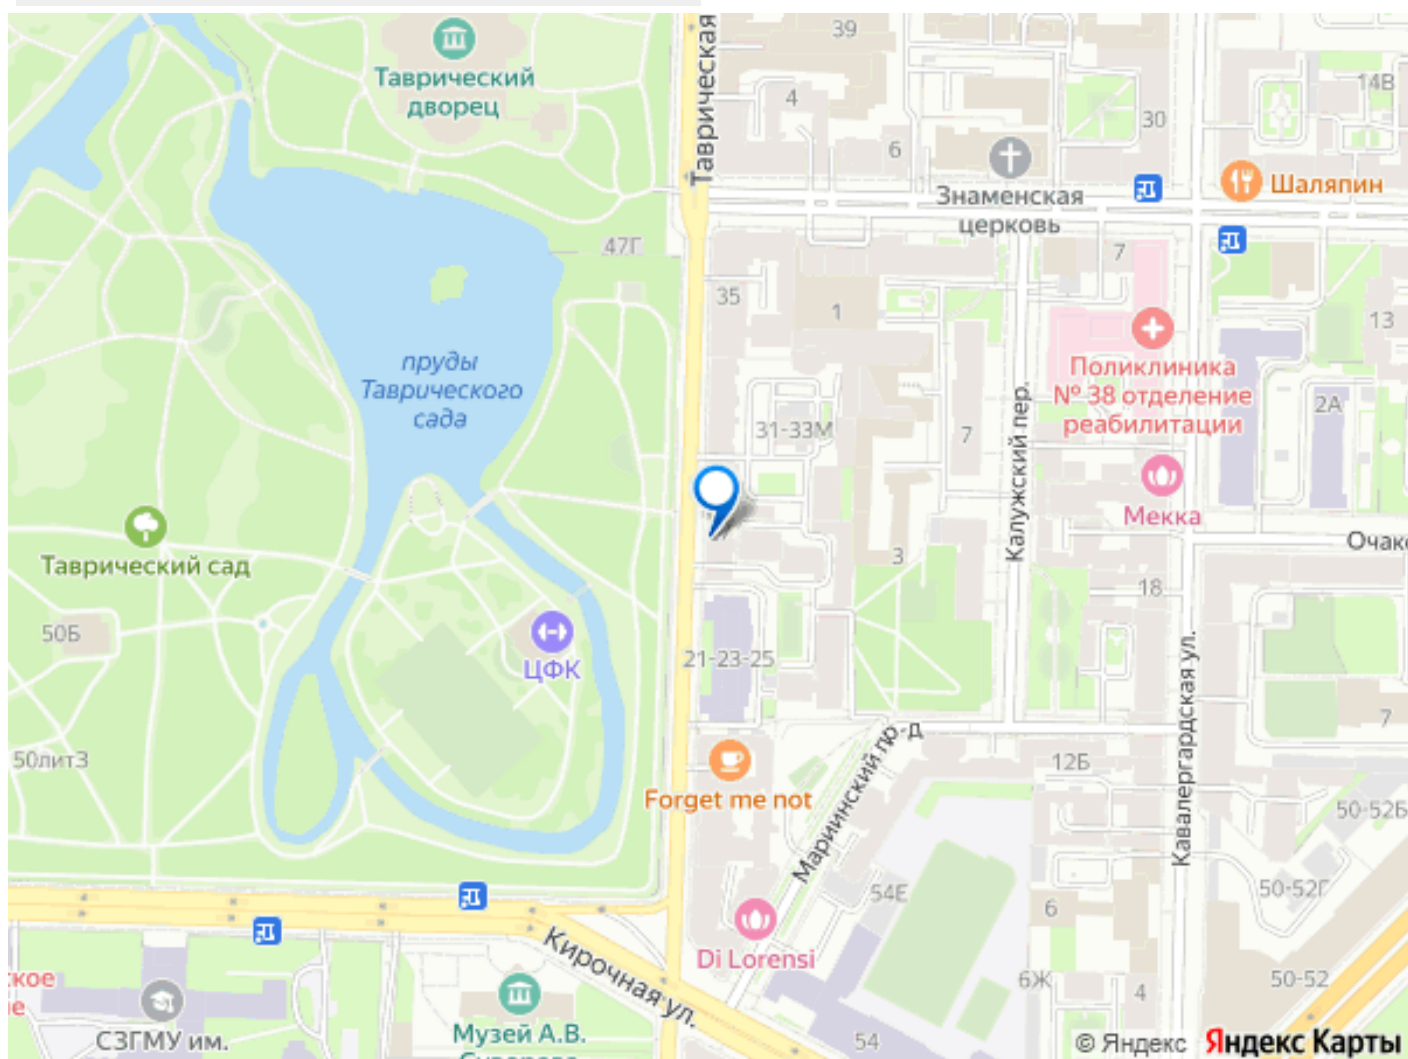 39
Таврический
дворец
Таврическая
4
14В
30
6
Знаменская
церковь
Шаляпин
47Г
7
35
1
13
пруды
Таврического
сада
Поликлиника
№ 38 отделение
реабилитации
2А
31-33М
7
Калужский пер.
Мекка
Таврический сад
3
Очако
18
50Б
ЦФК
21-23-25
Кавалергардская ул.
7
50лит3
Мариинский пр-д
12Б
Forget me not
50-52Б
54Е
50-52Г
6
Кирочная ул.
Di Lorensi
ское
е
6Ж
4
50-52
СЗГМУ им.
Музей А.В.
Суворова
54
© Яндекс Яндекс Карты